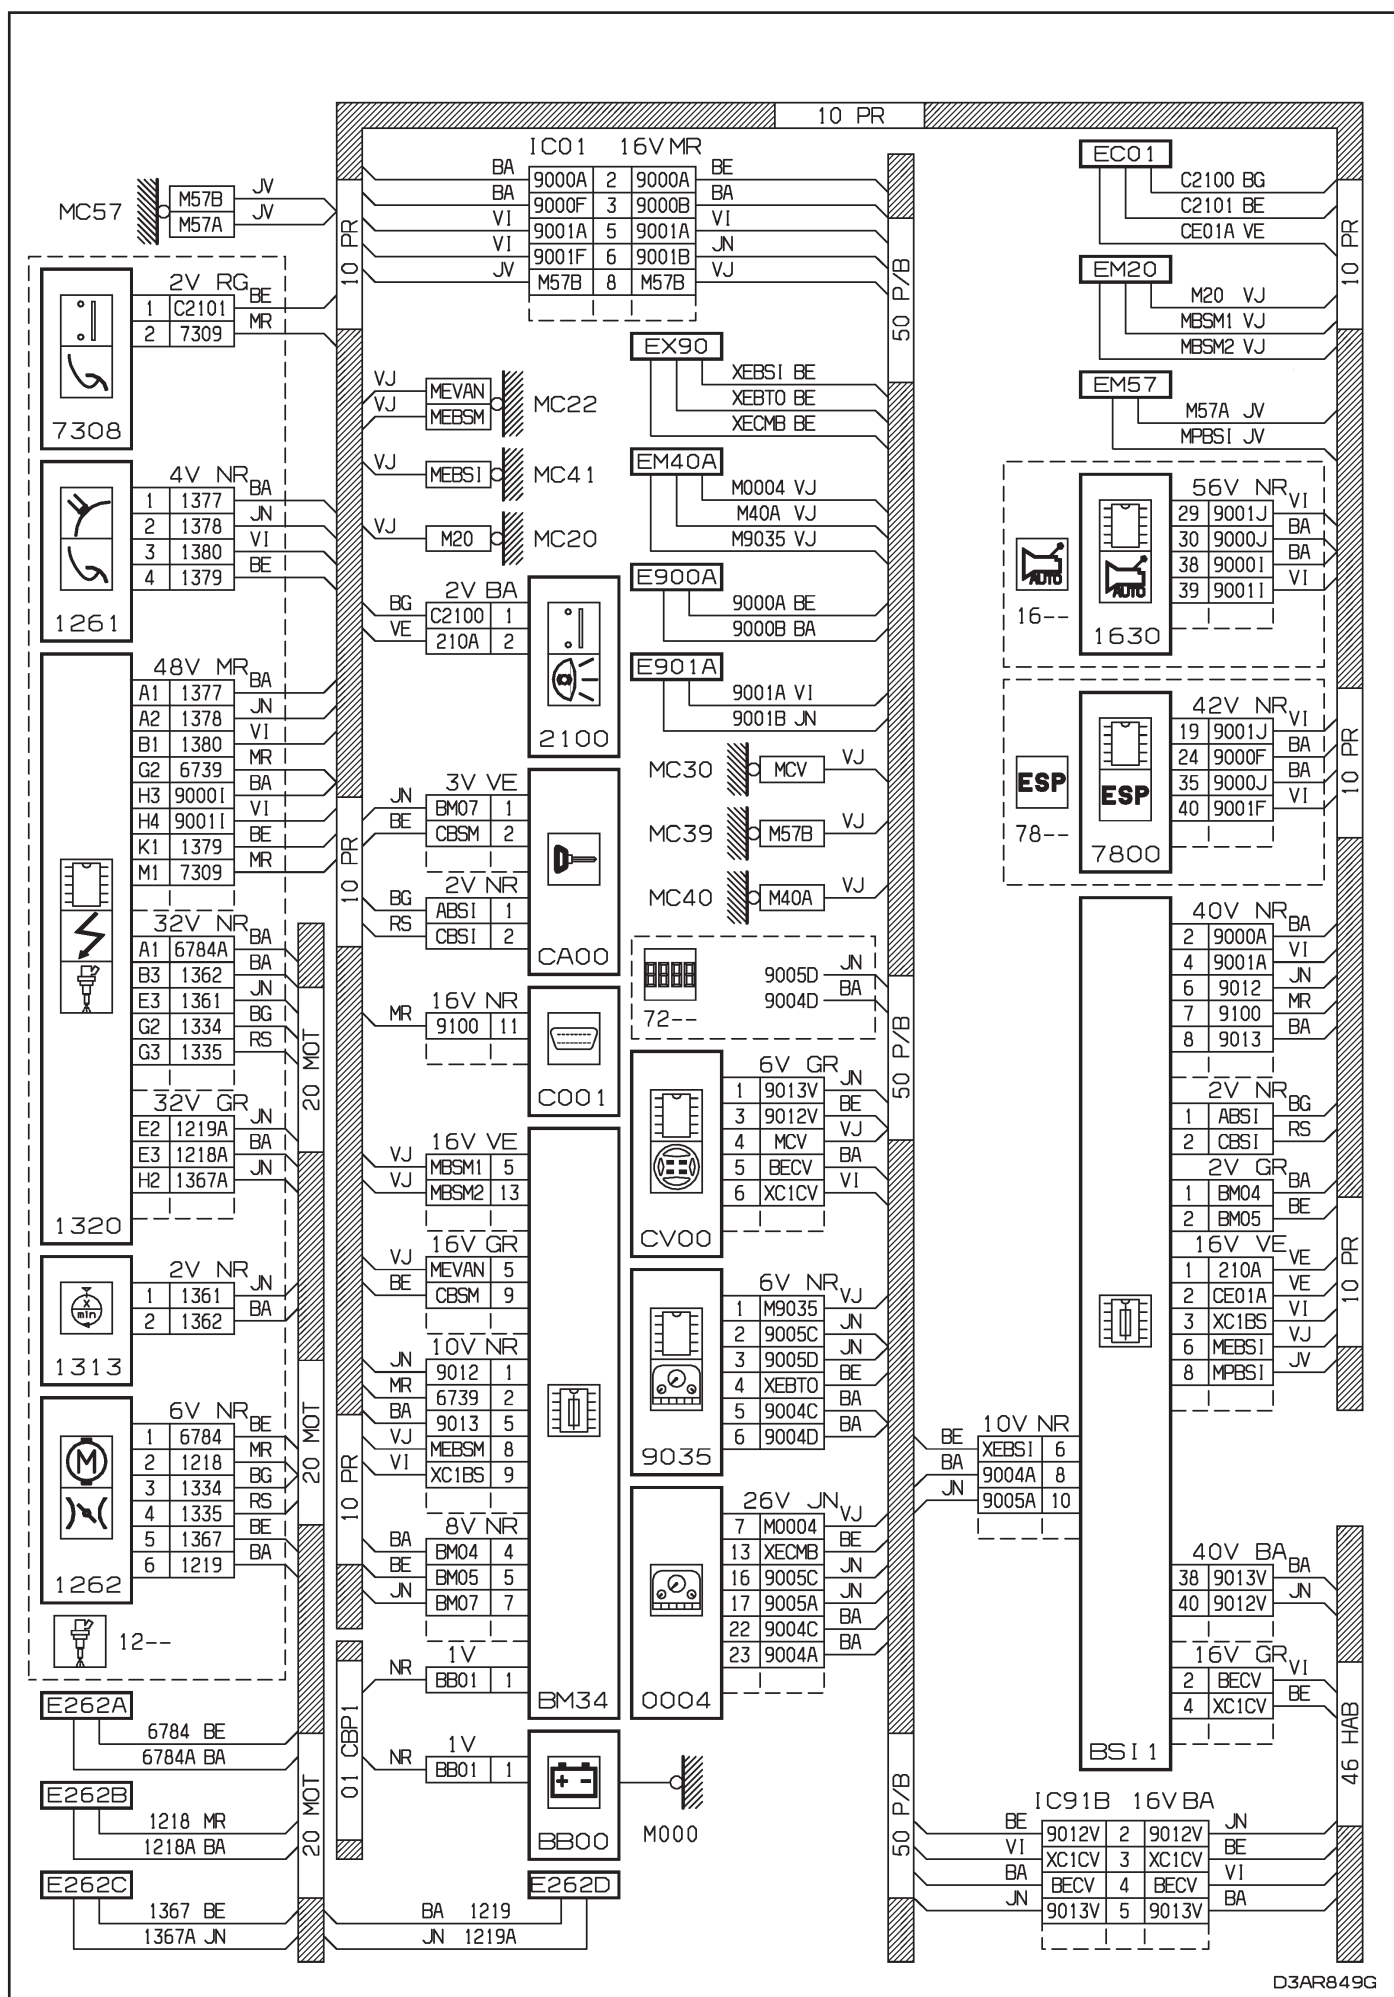 10 PR
MC57
M57B JV
M57A JV
10 PR
IC01 16V MR
BA 9000A 2 9000A BE
BA 9000F 3 9000B BA
VI 9001A 5 9001A VI
VI 9001F 6 9001B JN
JV M57B 8 M57B VJ
50 P/B
EC01
C2100 BG
C2101 BE
CE01A VE
10 PR
EM20
M20 VJ
MBSM1 VJ
MBSM2 VJ
EM57
M57A JV
MPBSI JV
7308
2V RG
1 C2101 BE
2 7309 MR
1261
4V NR
1 1377 BA
2 1378 JN
3 1380 VI
4 1379 BE
1320
48V MR
A1 1377 BA
A2 1378 JN
B1 1380 VI
G2 6739 MR
H3 9000I BA
H4 9001I VI
K1 1379 BE
M1 7309 MR
32V NR
A1 6784A BA
B3 1362 BA
E3 1361 JN
G2 1334 BG
G3 1335 RS
32V GR
E2 1219A JN
E3 1218A BA
H2 1367A JN
20 MOT
1313
2V NR
1 1361 JN
2 1362 BA
x
min
1262
M
6V NR
1 6784 BE
2 1218 MR
3 1334 BG
4 1335 RS
5 1367 BE
6 1219 BA
20 MOT
12--
E262A
6784 BE
6784A BA
E262B
1218 MR
1218A BA
20 MOT
E262C
1367 BE
1367A JN
VJ MEVAN
VJ MEBSM
MC22
VJ MEBSI
MC41
VJ M20
MC20
2V BA
BG C2100 1
VE 210A 2
2100
10 PR
3V VE
JN BM07 1
BE CBSM 2
2V NR
BG ABSI 1
RS CBSI 2
CA00
16V NR
MR 9100 11
C001
16V VE
VJ MBSM1 5
VJ MBSM2 13
16V GR
VJ MEVAN 5
BE CBSM 9
10V NR
JN 9012 1
MR 6739 2
BA 9013 5
VJ MEBSM 8
VI XC1BS 9
10 PR
8V NR
BA BM04 4
BE BM05 5
JN BM07 7
1V
NR BB01 1
BM34
01 CBP1
1V
NR BB01 1
+ -
BB00
M000
E262D
BA 1219
JN 1219A
EX90
XEBSI BE
XEBTO BE
XECMB BE
EM40A
M0004 VJ
M40A VJ
M9035 VJ
E900A
9000A BE
9000B BA
E901A
9001A VI
9001B JN
MC30 MCV VJ
MC39 M57B VJ
MC40 M40A VJ
72--
9005D JN
9004D BA
50 P/B
CV00
6V GR
1 9013V JN
3 9012V BE
4 MCV VJ
5 BECV BA
6 XC1CV VI
9035
6V NR
1 M9035 VJ
2 9005C JN
3 9005D JN
4 XEBTO BE
5 9004C BA
6 9004D BA
0004
26V JN
7 M0004 VJ
13 XECMB BE
16 9005C JN
17 9005A JN
22 9004C BA
23 9004A BA
50 P/B
AUTO
16--
AUTO
1630
56V NR
29 9001J VI
30 9000J BA
38 9000I BA
39 9001I VI
ESP
78--
ESP
7800
42V NR
19 9001J VI
24 9000F BA
35 9000J BA
40 9001F VI
10 PR
BSI1
40V NR
2 9000A BA
4 9001A VI
6 9012 JN
7 9100 MR
8 9013 BA
2V NR
1 ABSI BG
2 CBSI RS
2V GR
1 BM04 BA
2 BM05 BE
16V VE
1 210A VE
2 CE01A VE
3 XC1BS VI
6 MEBSI VJ
8 MPBSI JV
10 PR
10V NR
BE XEBSI 6
BA 9004A 8
JN 9005A 10
40V BA
38 9013V BA
40 9012V JN
16V GR
2 BECV VI
4 XC1CV BE
46 HAB
IC91B 16V BA
BE 9012V 2 9012V JN
VI XC1CV 3 XC1CV BE
BA BECV 4 BECV VI
JN 9013V 5 9013V BA
D3AR849G